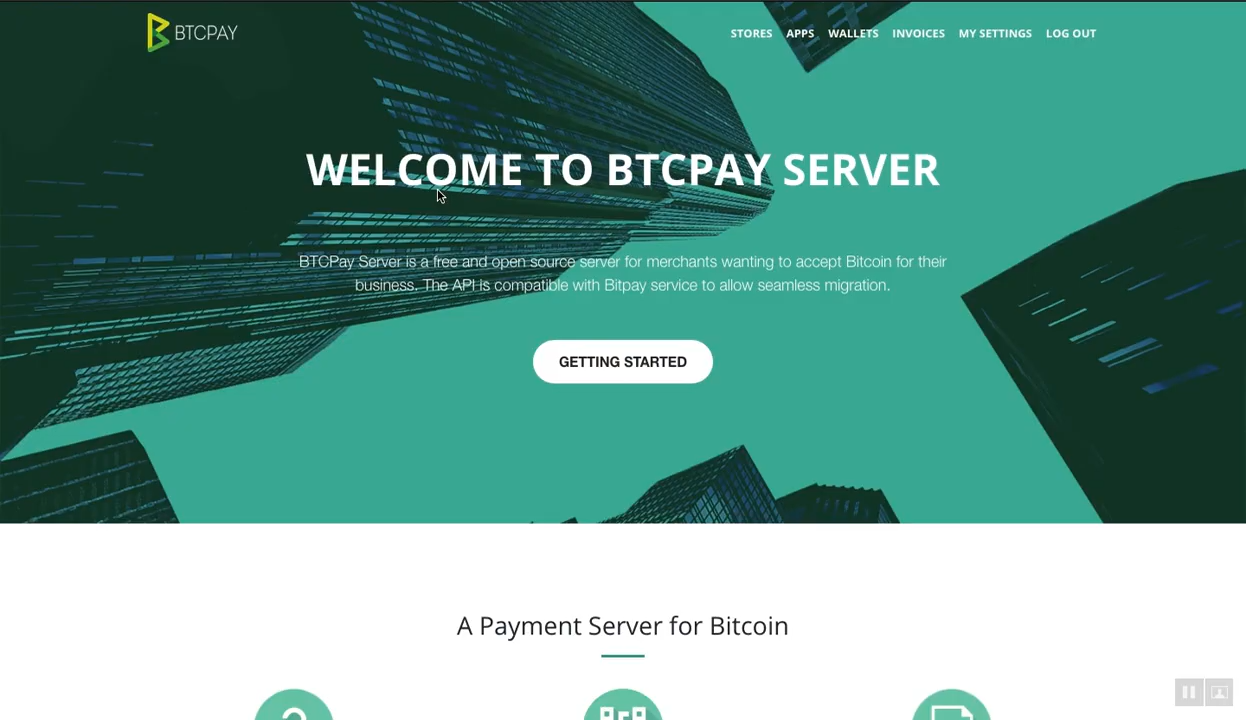 BTCPAY
STORES APPS WALLETS INVOICES MY SETTINGS LOG OUT
WELCOME TO BTCPAY SERVER
BTCPay Server is a free and open source server for merchants wanting to accept Bitcoin for their
business. The API is compatible with Bitpay service to allow seamless migration.
GETTING STARTED
A Payment Server for Bitcoin